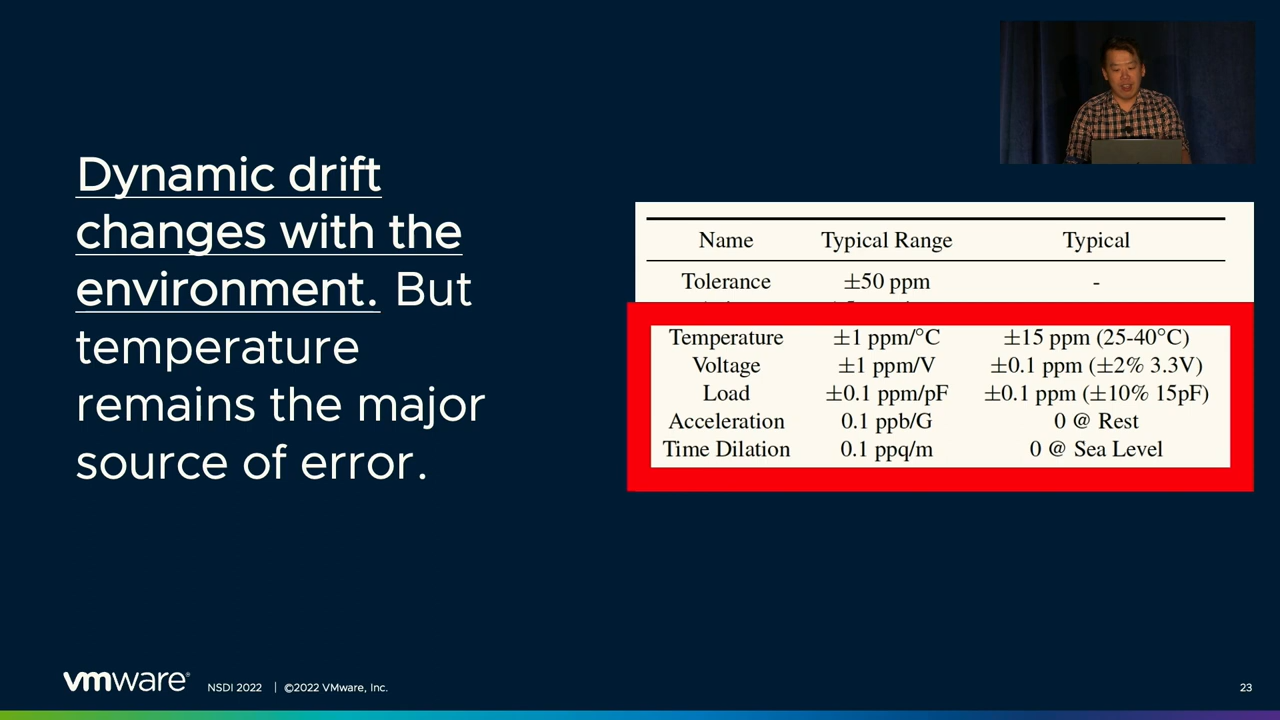 Dynamic drift
changes with the
environment. But
temperature
remains the major
source of error.
Name Typical Range Typical
Tolerance ±50 ppm -
Temperature ±1 ppm/°C ±15 ppm (25-40°C)
Voltage ±1 ppm/V ±0.1 ppm (±2% 3.3V)
Load ±0.1 ppm/pF ±0.1 ppm (±10% 15pF)
Acceleration 0.1 ppb/G 0 @ Rest
Time Dilation 0.1 ppq/m 0 @ Sea Level
vmware® NSDI 2022 | ©2022 VMware, Inc. 23